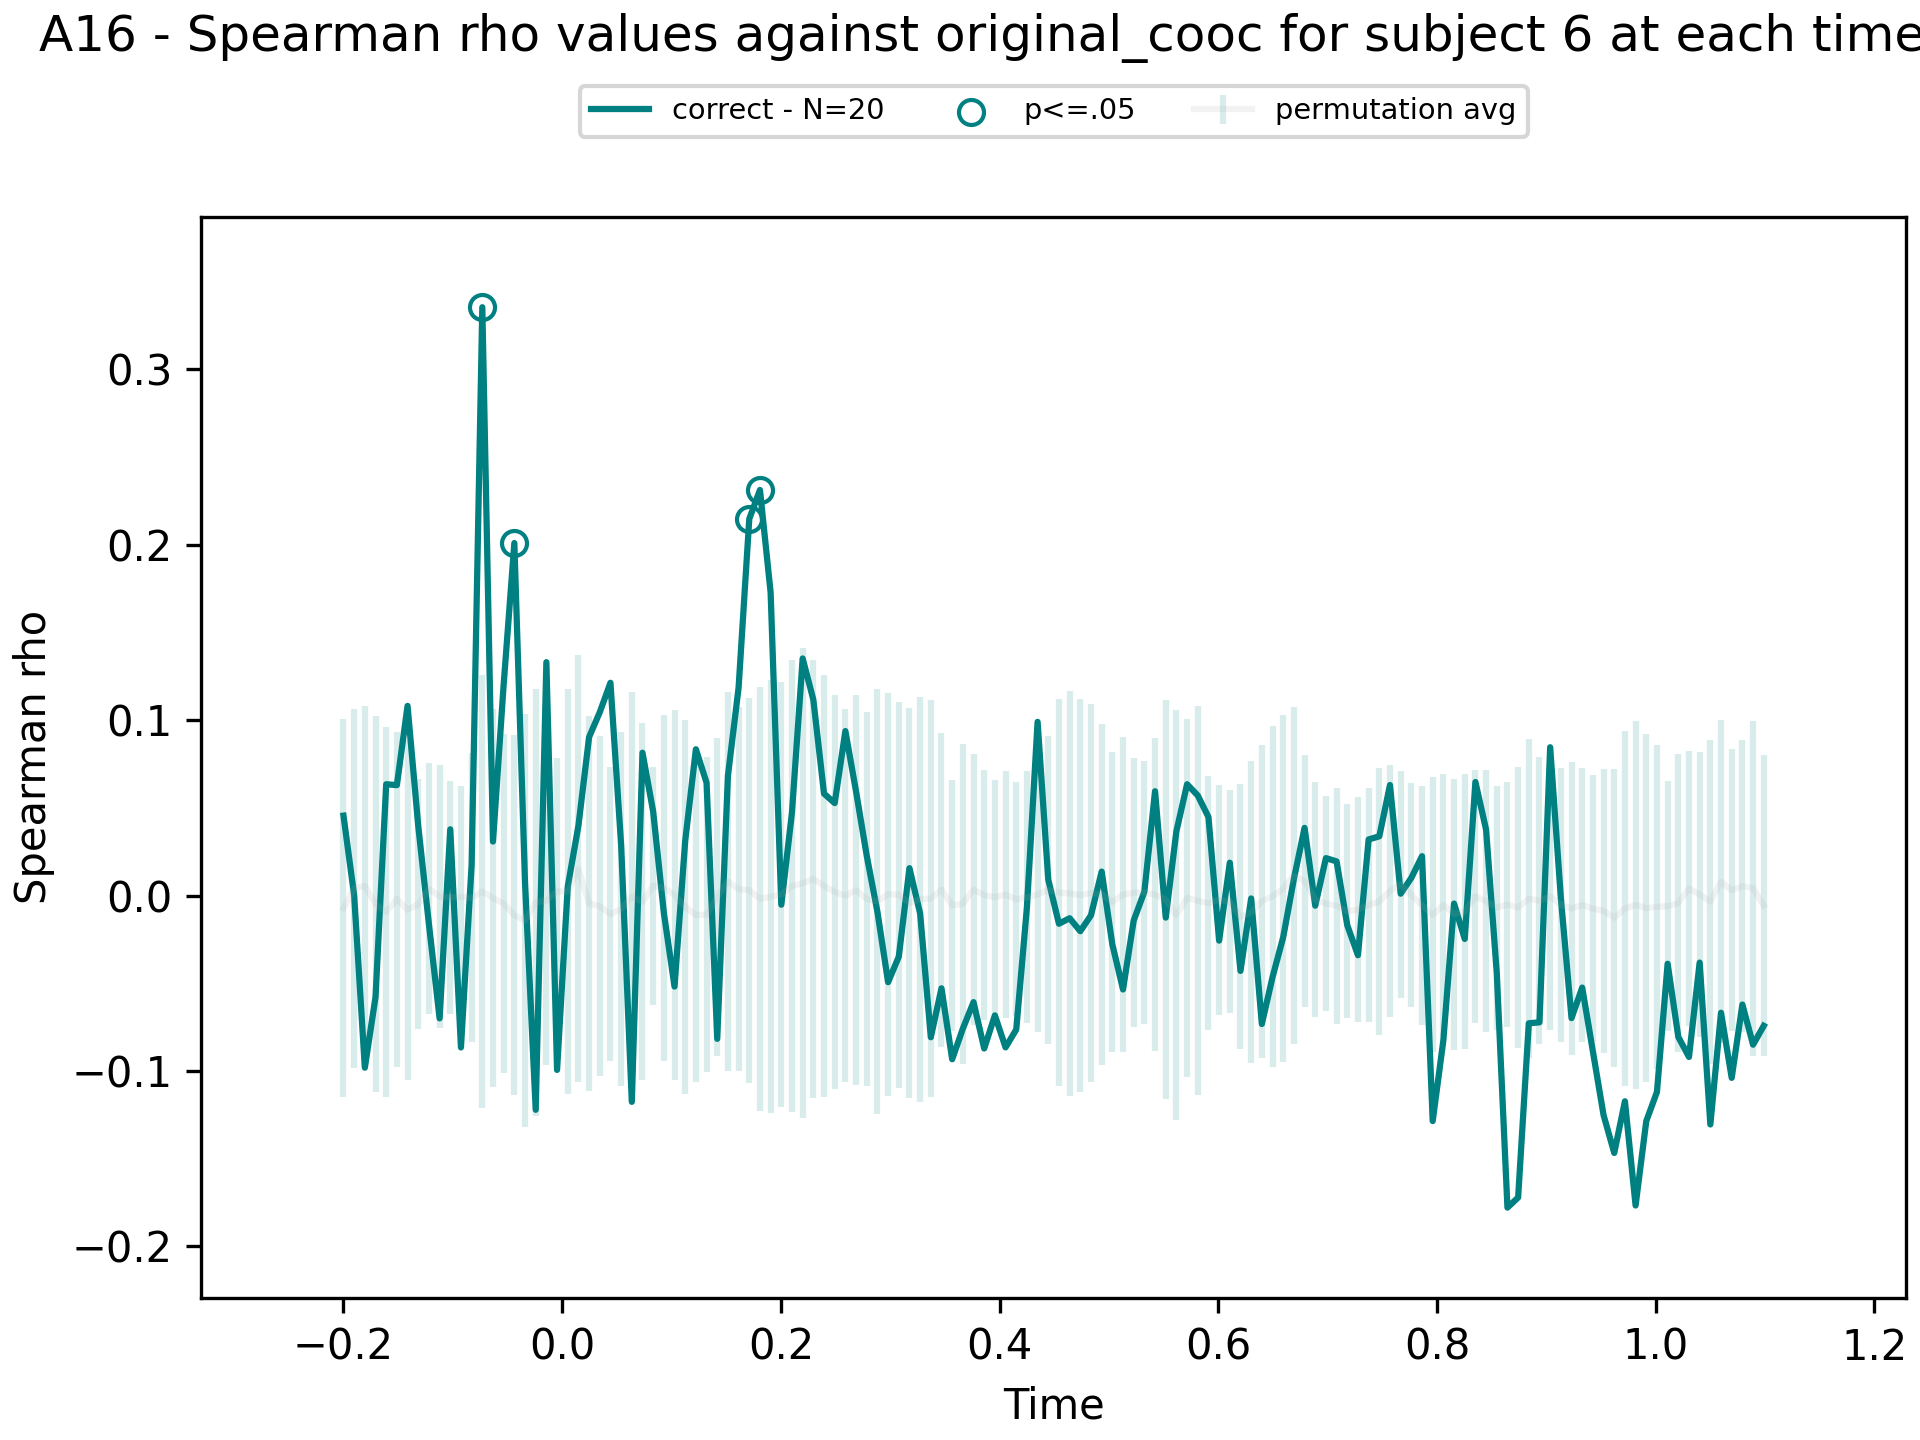 A16 - Spearman rho values against original_cooc for subject 6 at each time
correct - N=20 p<=.05 permutation avg
Spearman rho
0.3
0.2
0.1
0.0
−0.1
−0.2
−0.2 0.0 0.2 0.4 0.6 0.8 1.0 1.2
Time